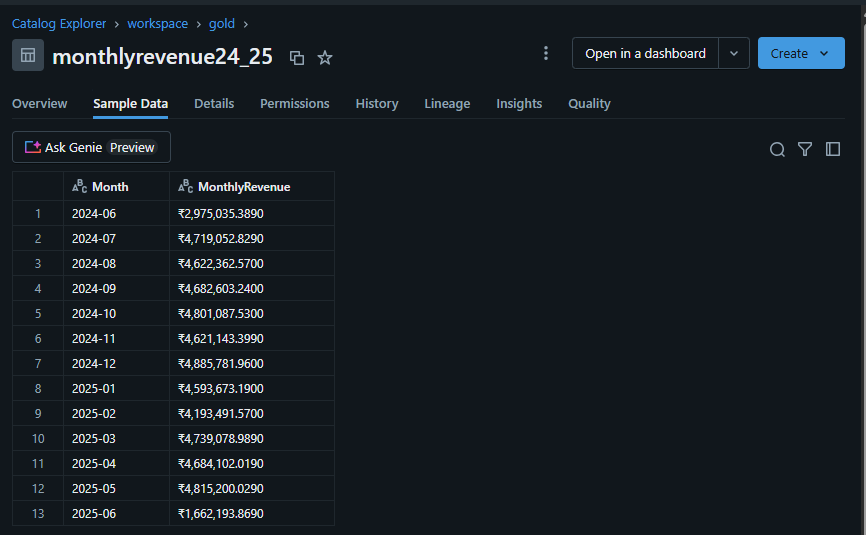 Catalog Explorer › workspace › gold ›
monthlyrevenue24_25
Open in a dashboard
Create
Overview Sample Data Details Permissions History Lineage Insights Quality
Ask Genie Preview
ABC Month ABC MonthlyRevenue
1 2024-06 ₹2,975,035.3890
2 2024-07 ₹4,719,052.8290
3 2024-08 ₹4,622,362.5700
4 2024-09 ₹4,682,603.2400
5 2024-10 ₹4,801,087.5300
6 2024-11 ₹4,621,143.3990
7 2024-12 ₹4,885,781.9600
8 2025-01 ₹4,593,673.1900
9 2025-02 ₹4,193,491.5700
10 2025-03 ₹4,739,078.9890
11 2025-04 ₹4,684,102.0190
12 2025-05 ₹4,815,200.0290
13 2025-06 ₹1,662,193.8690